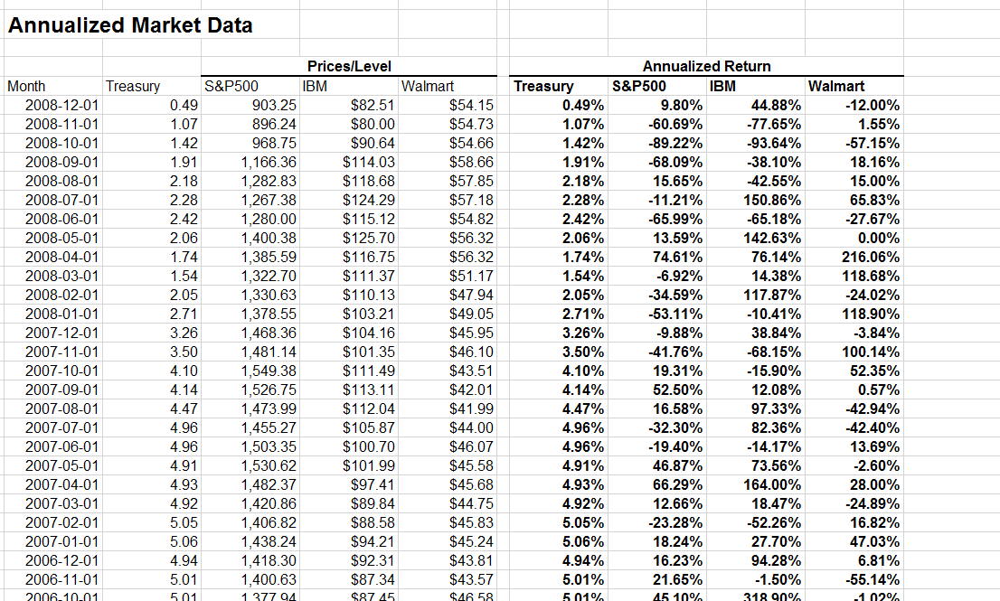 Annualized Market Data
Prices/Level Annualized Return
Month Treasury S&P500 IBM Walmart Treasury S&P500 IBM Walmart
2008-12-01 0.49 903.25 $82.51 $54.15 0.49% 9.80% 44.88% -12.00%
2008-11-01 1.07 896.24 $80.00 $54.73 1.07% -60.69% -77.65% 1.55%
2008-10-01 1.42 968.75 $90.64 $54.66 1.42% -89.22% -93.64% -57.15%
2008-09-01 1.91 1,166.36 $114.03 $58.66 1.91% -68.09% -38.10% 18.16%
2008-08-01 2.18 1,282.83 $118.68 $57.85 2.18% 15.65% -42.55% 15.00%
2008-07-01 2.28 1,267.38 $124.29 $57.18 2.28% -11.21% 150.86% 65.83%
2008-06-01 2.42 1,280.00 $115.12 $54.82 2.42% -65.99% -65.18% -27.67%
2008-05-01 2.06 1,400.38 $125.70 $56.32 2.06% 13.59% 142.63% 0.00%
2008-04-01 1.74 1,385.59 $116.75 $56.32 1.74% 74.61% 76.14% 216.06%
2008-03-01 1.54 1,322.70 $111.37 $51.17 1.54% -6.92% 14.38% 118.68%
2008-02-01 2.05 1,330.63 $110.13 $47.94 2.05% -34.59% 117.87% -24.02%
2008-01-01 2.71 1,378.55 $103.21 $49.05 2.71% -53.11% -10.41% 118.90%
2007-12-01 3.26 1,468.36 $104.16 $45.95 3.26% -9.88% 38.84% -3.84%
2007-11-01 3.50 1,481.14 $101.35 $46.10 3.50% -41.76% -68.15% 100.14%
2007-10-01 4.10 1,549.38 $111.49 $43.51 4.10% 19.31% -15.90% 52.35%
2007-09-01 4.14 1,526.75 $113.11 $42.01 4.14% 52.50% 12.08% 0.57%
2007-08-01 4.47 1,473.99 $112.04 $41.99 4.47% 16.58% 97.33% -42.94%
2007-07-01 4.96 1,455.27 $105.87 $44.00 4.96% -32.30% 82.36% -42.40%
2007-06-01 4.96 1,503.35 $100.70 $46.07 4.96% -19.40% -14.17% 13.69%
2007-05-01 4.91 1,530.62 $101.99 $45.58 4.91% 46.87% 73.56% -2.60%
2007-04-01 4.93 1,482.37 $97.41 $45.68 4.93% 66.29% 164.00% 28.00%
2007-03-01 4.92 1,420.86 $89.84 $44.75 4.92% 12.66% 18.47% -24.89%
2007-02-01 5.05 1,406.82 $88.58 $45.83 5.05% -23.28% -52.26% 16.82%
2007-01-01 5.06 1,438.24 $94.21 $45.24 5.06% 18.24% 27.70% 47.03%
2006-12-01 4.94 1,418.30 $92.31 $43.81 4.94% 16.23% 94.28% 6.81%
2006-11-01 5.01 1,400.63 $87.34 $43.57 5.01% 21.65% -1.50% -55.14%
2006-10-01 5.01 1,377.94 $87.45 $46.58 5.01% 45.10% 318.90% -1.02%